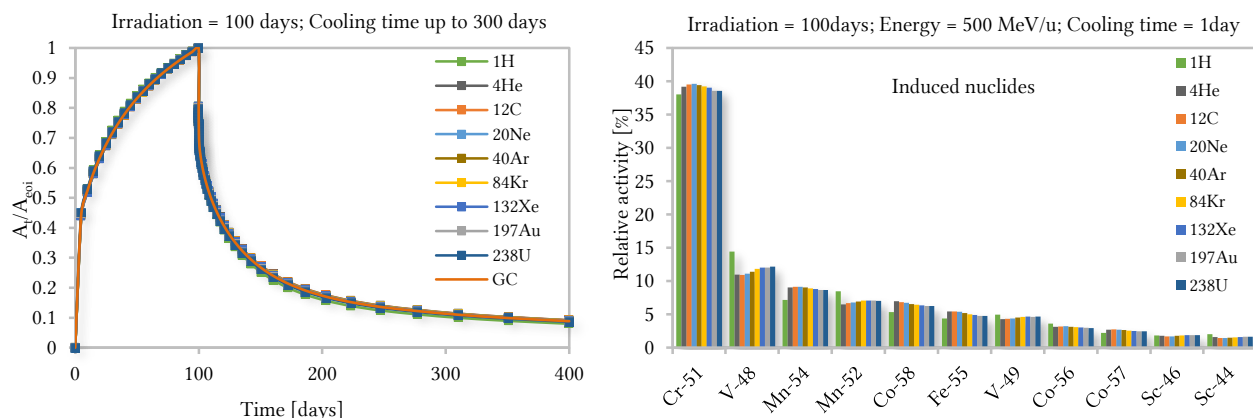 Irradiation = 100 days; Cooling time up to 300 days
1
0.9
0.8
0.7
0.6
0.5
0.4
0.3
0.2
0.1
0
At/Aeoi
1H
4He
12C
20Ne
40Ar
84Kr
132Xe
197Au
238U
GC
0
100
200
300
400
Time [days]
Irradiation = 100days; Energy = 500 MeV/u; Cooling time = 1day
45
40
35
30
25
20
15
10
5
0
Relative activity [%]
Induced nuclides
1H
4He
12C
20Ne
40Ar
84Kr
132Xe
197Au
238U
Cr-51
V-48
Mn-54
Mn-52
Co-58
Fe-55
V-49
Co-56
Co-57
Sc-46
Sc-44